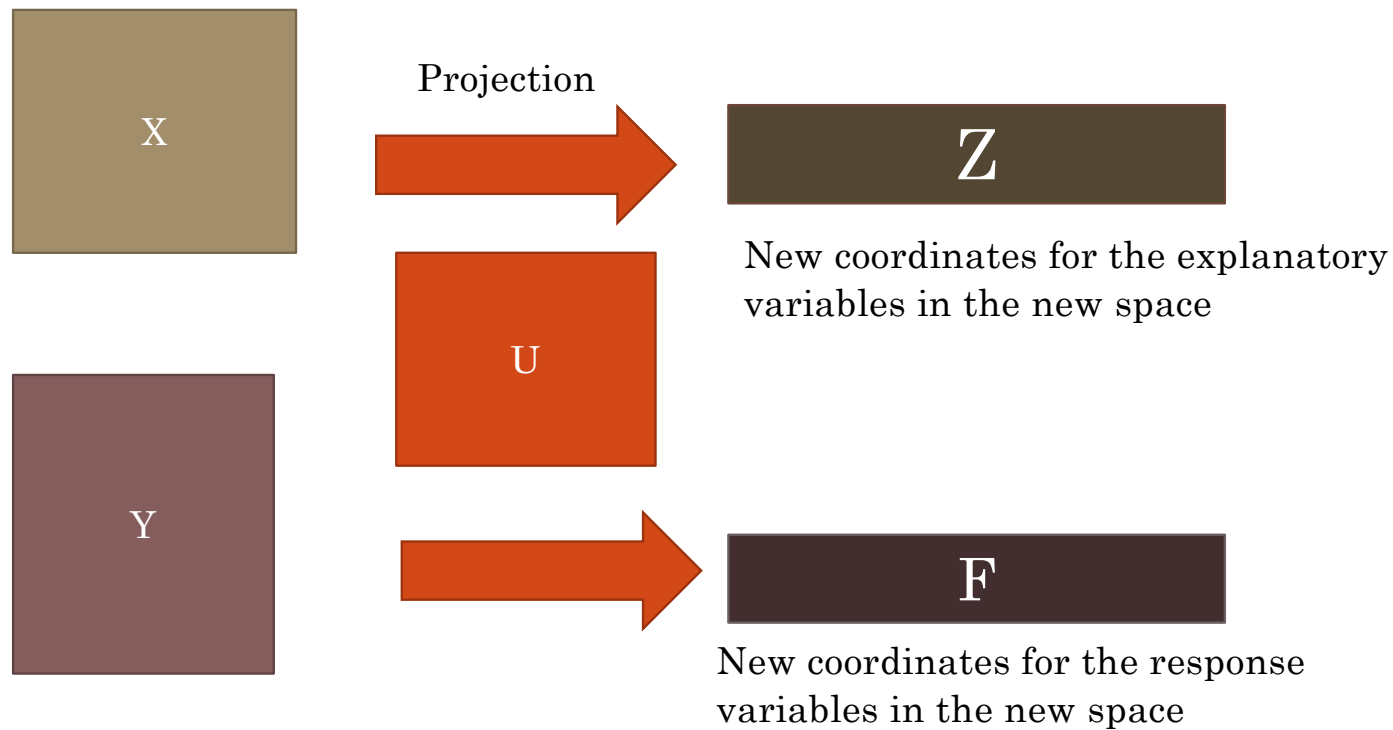 X
Projection
Z
New coordinates for the explanatory
variables in the new space
U
Y
F
New coordinates for the response
variables in the new space